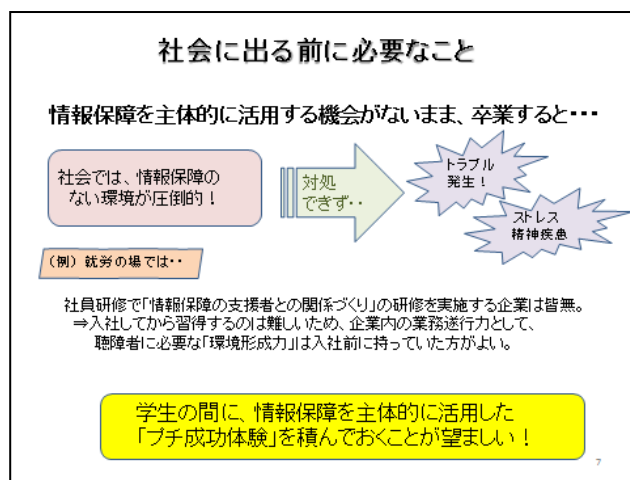 社会に出る前に必要なこと
情報保障を主体的に活用する機会がないまま、卒業すると・・・
社会では、情報保障の
ない環境が圧倒的！
対処
できず・・
トラブル
発生！
ストレス
精神疾患
（例）就労の場では・・
社員研修で「情報保障の支援者との関係づくり」の研修を実施する企業は皆無。
⇒入社してから習得するのは難しいため、企業内の業務遂行力として、
聴障者に必要な「環境形成力」は入社前に持っていた方がよい。
学生の間に、情報保障を主体的に活用した
「プチ成功体験」を積んでおくことが望ましい！
7